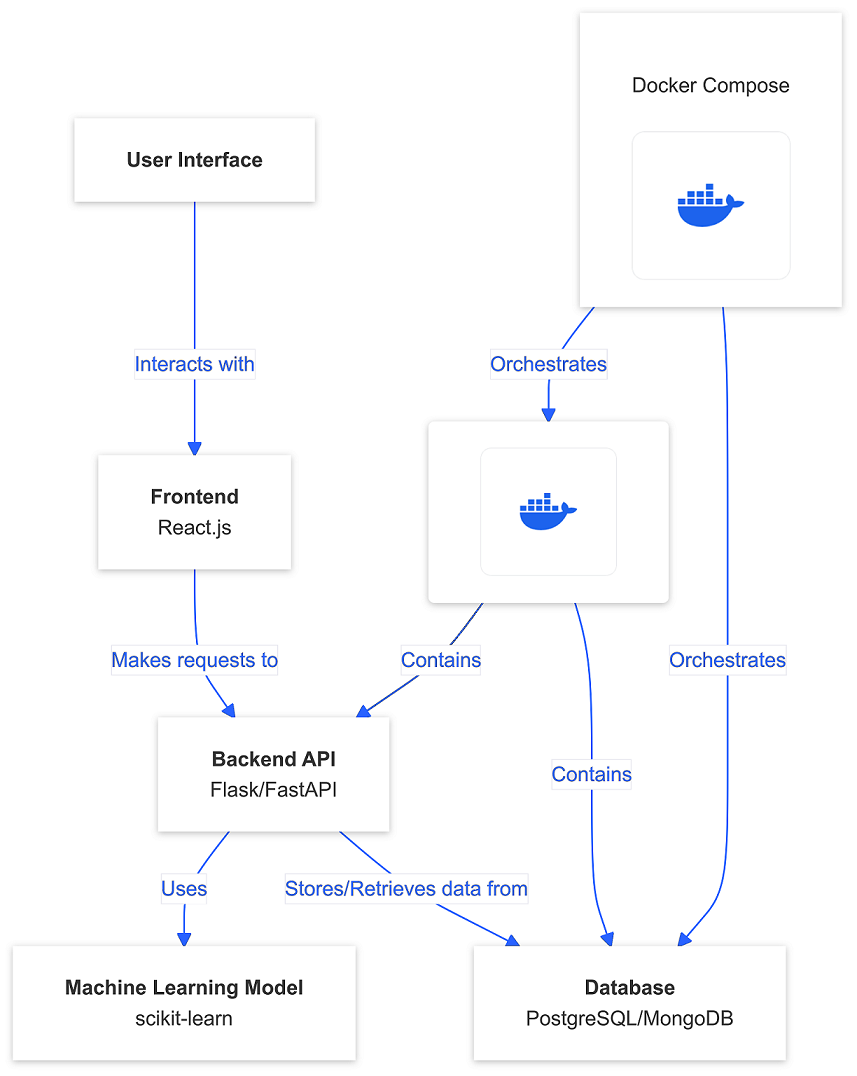 Docker Compose
User Interface
Interacts with
Orchestrates
Frontend
React.js
Makes requests to
Contains
Orchestrates
Backend API
Flask/FastAPI
Contains
Uses
Stores/Retrieves data from
Machine Learning Model
scikit-learn
Database
PostgreSQL/MongoDB